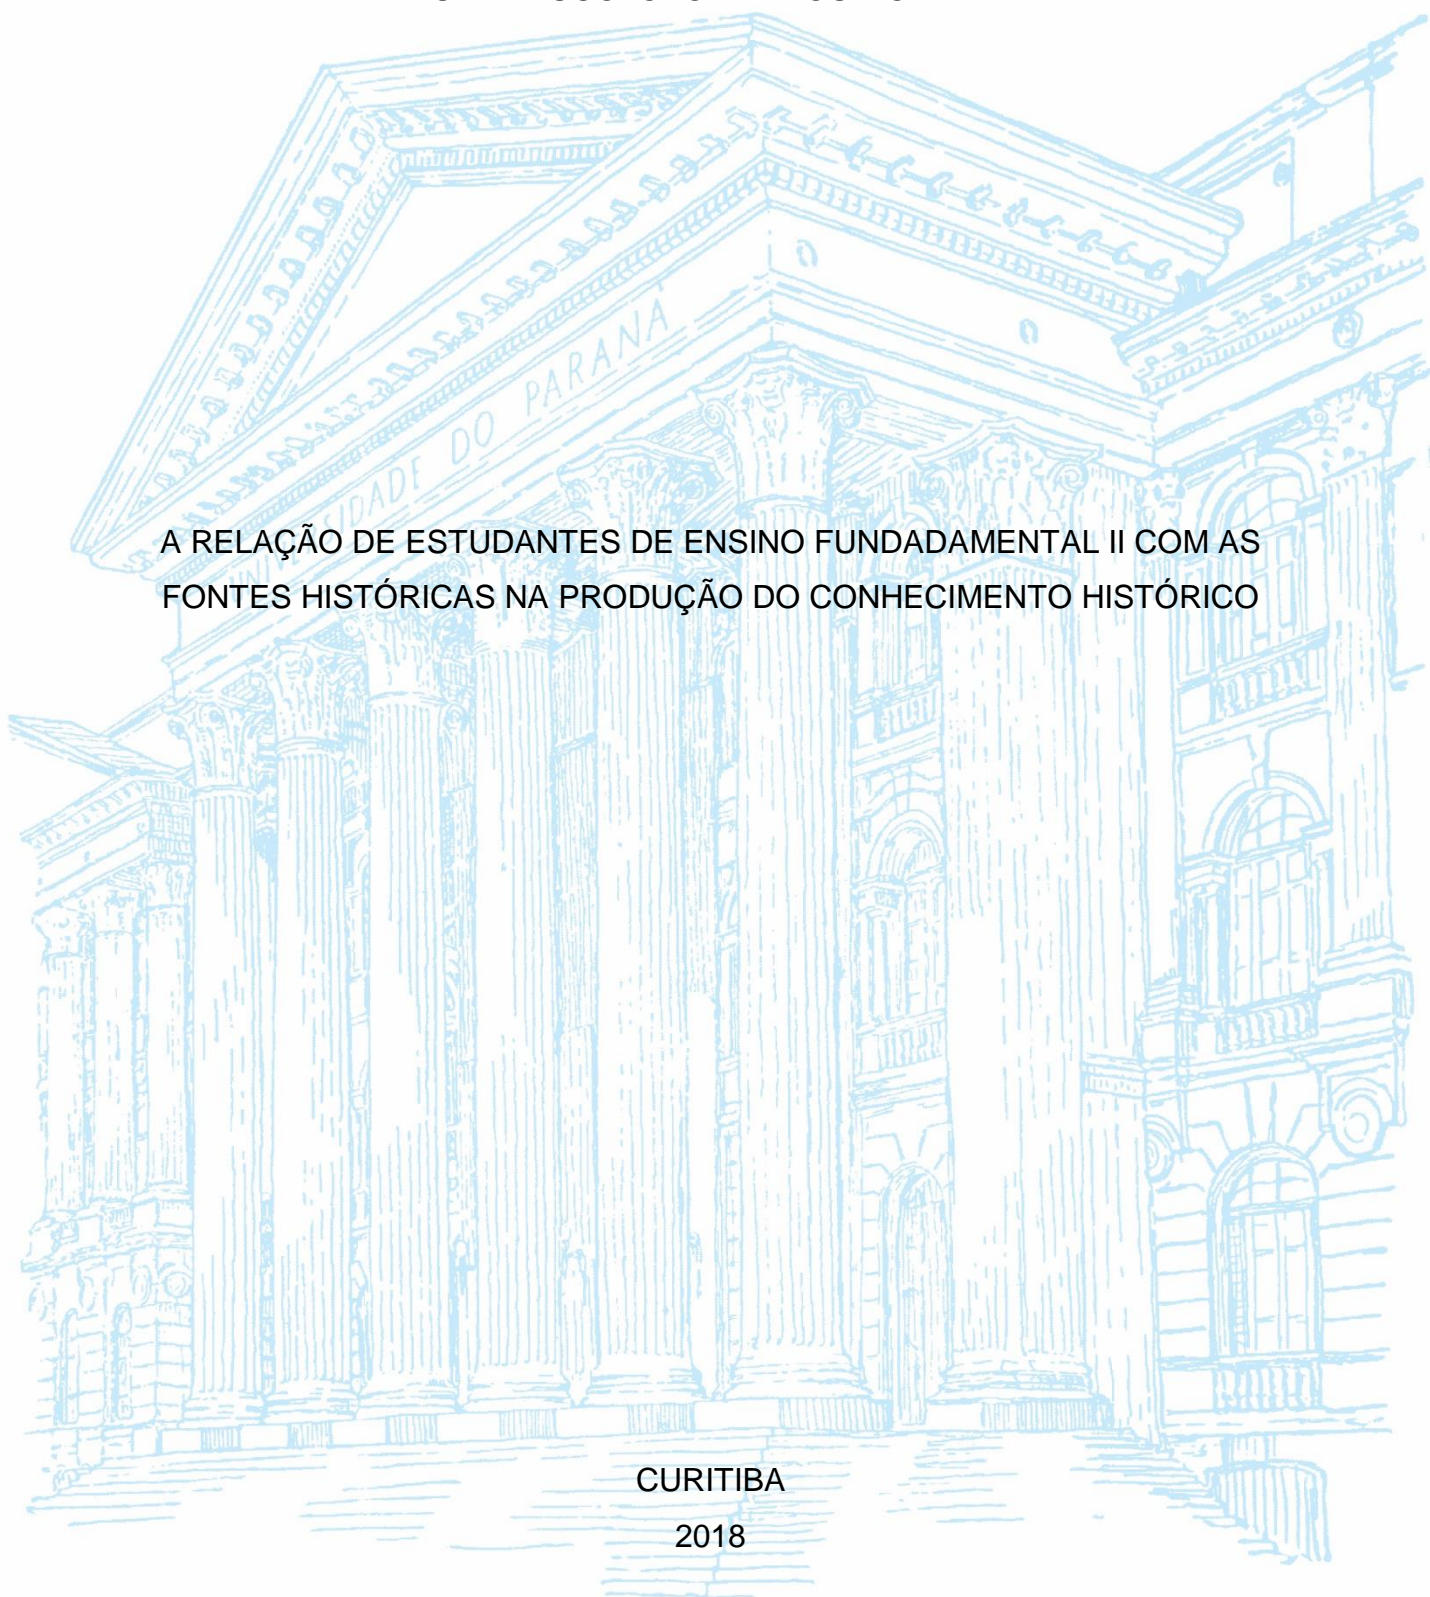 IDADE DO PARANÁ
A RELAÇÃO DE ESTUDANTES DE ENSINO FUNDADAMENTAL II COM AS
FONTES HISTÓRICAS NA PRODUÇÃO DO CONHECIMENTO HISTÓRICO
CURITIBA
2018